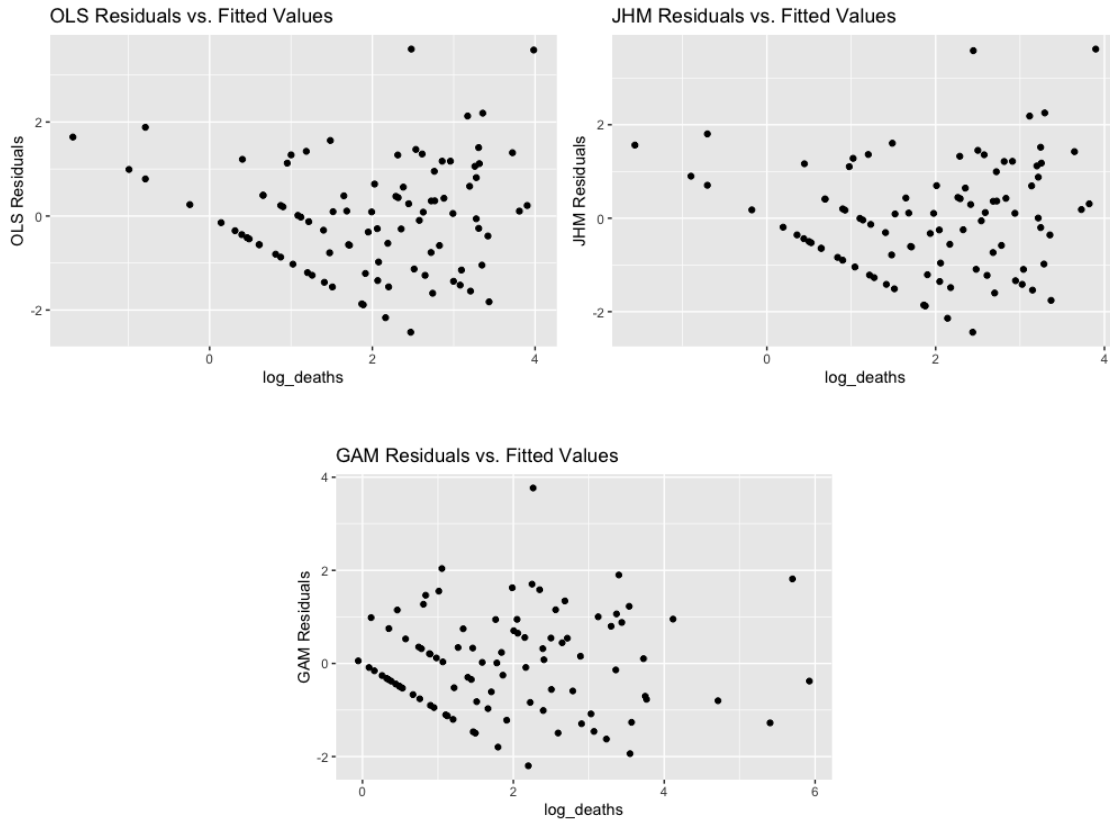 OLS Residuals vs. Fitted Values
OLS Residuals
2
0
-2
0
2
4
log_deaths
JHM Residuals vs. Fitted Values
JHM Residuals
2
0
-2
0
2
4
log_deaths
GAM Residuals vs. Fitted Values
GAM Residuals
4
2
0
-2
0
2
4
6
log_deaths